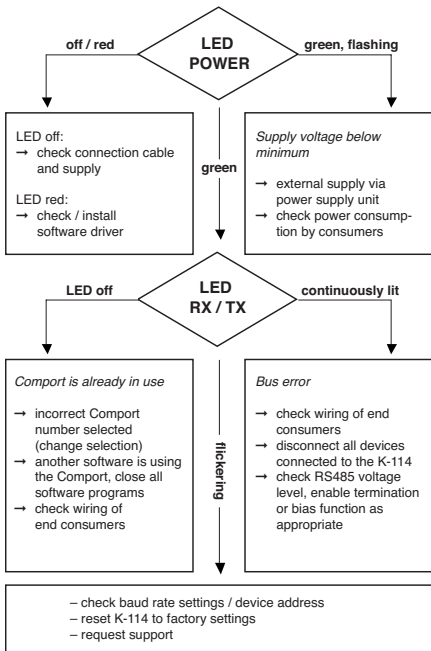 off / red
LED
POWER
green, flashing
LED off:
→ check connection cable
and supply
LED red:
→ check / install
software driver
green
Supply voltage below
minimum
→ external supply via
power supply unit
→ check power consump-
tion by consumers
LED off
LED
RX / TX
continuously lit
Comport is already in use
→ incorrect Comport
number selected
(change selection)
→ another software is using
the Comport, close all
software programs
→ check wiring of
end consumers
flickering
Bus error
→ check wiring of end
consumers
→ disconnect all devices
connected to the K-114
→ check RS485 voltage
level, enable termination
or bias function as
appropriate
– check baud rate settings / device address
– reset K-114 to factory settings
– request support